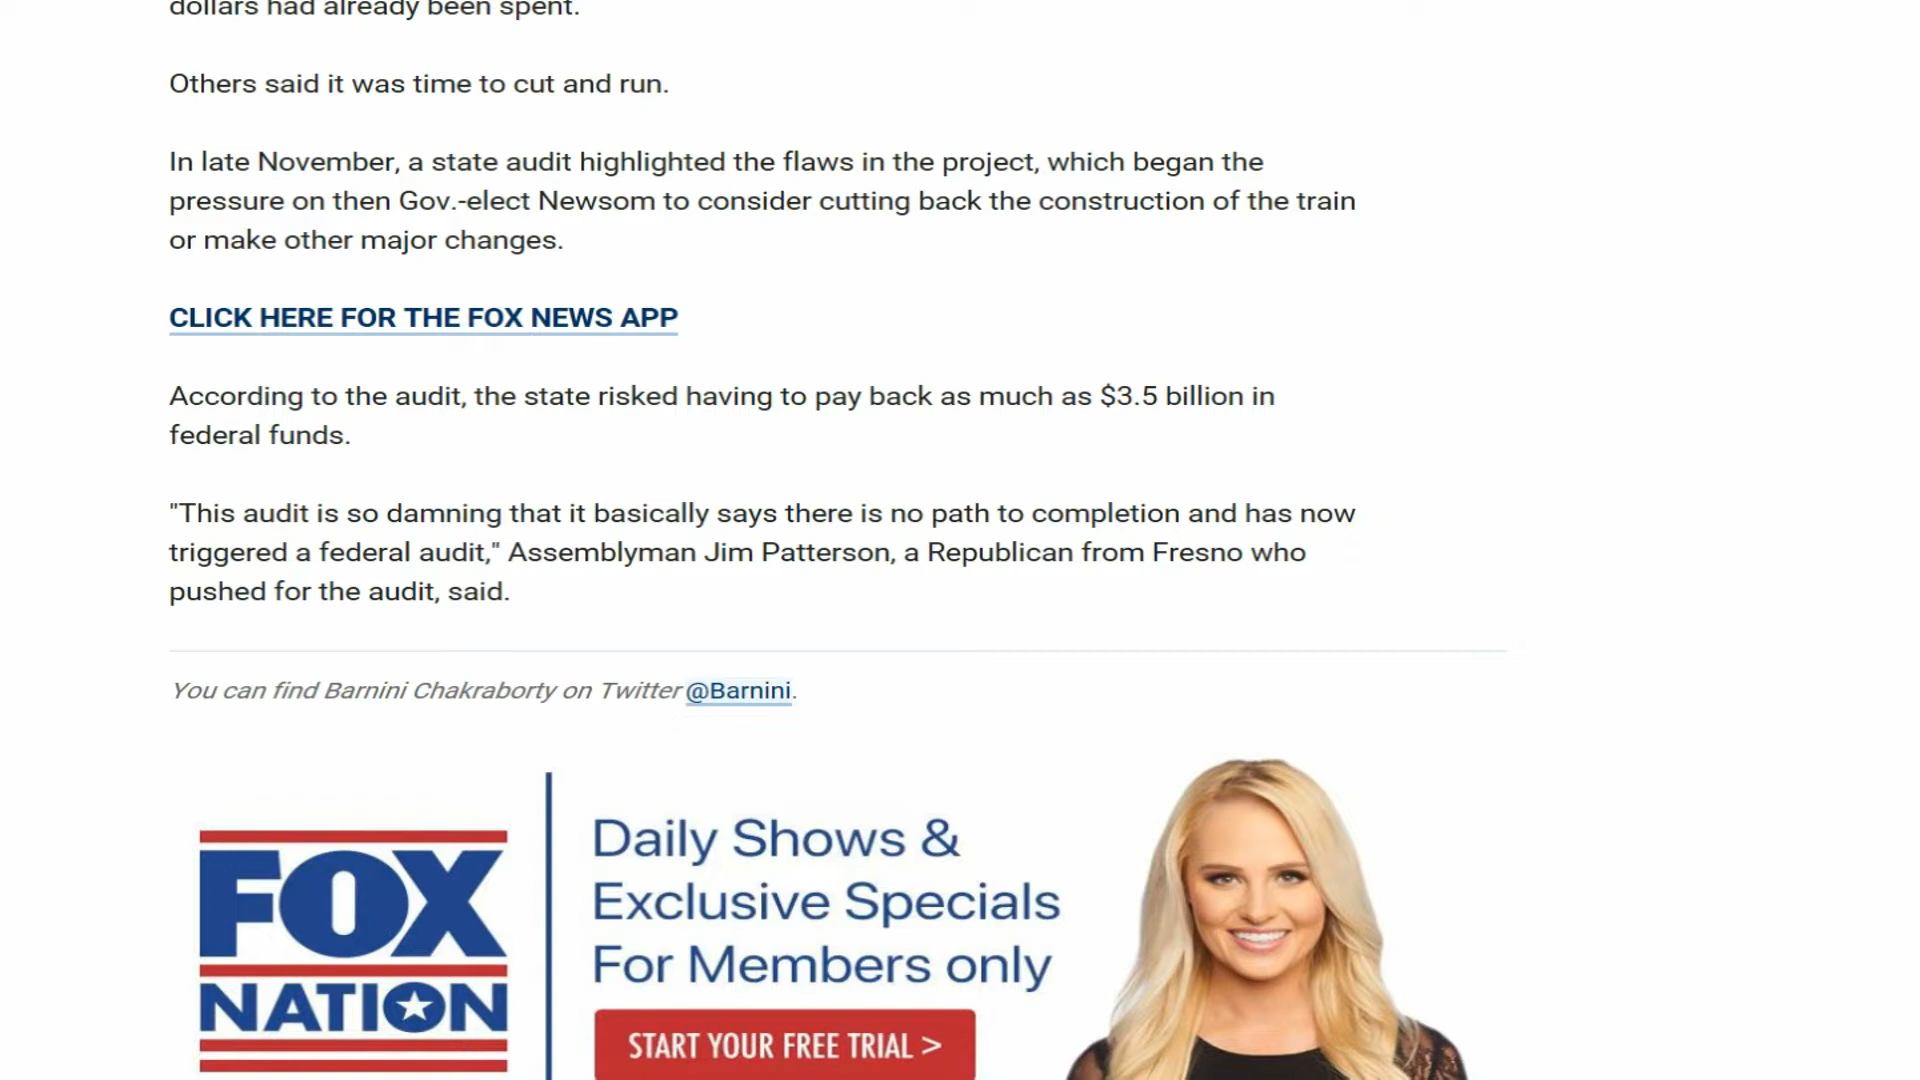 dollars had already been spent.
Others said it was time to cut and run.
In late November, a state audit highlighted the flaws in the project, which began the
pressure on then Gov.-elect Newsom to consider cutting back the construction of the train
or make other major changes.
CLICK HERE FOR THE FOX NEWS APP
According to the audit, the state risked having to pay back as much as $3.5 billion in
federal funds.
"This audit is so damning that it basically says there is no path to completion and has now
triggered a federal audit," Assemblyman Jim Patterson, a Republican from Fresno who
pushed for the audit, said.
You can find Barnini Chakraborty on Twitter @Barnini.
FOX
NATION
Daily Shows &
Exclusive Specials
For Members only
START YOUR FREE TRIAL >